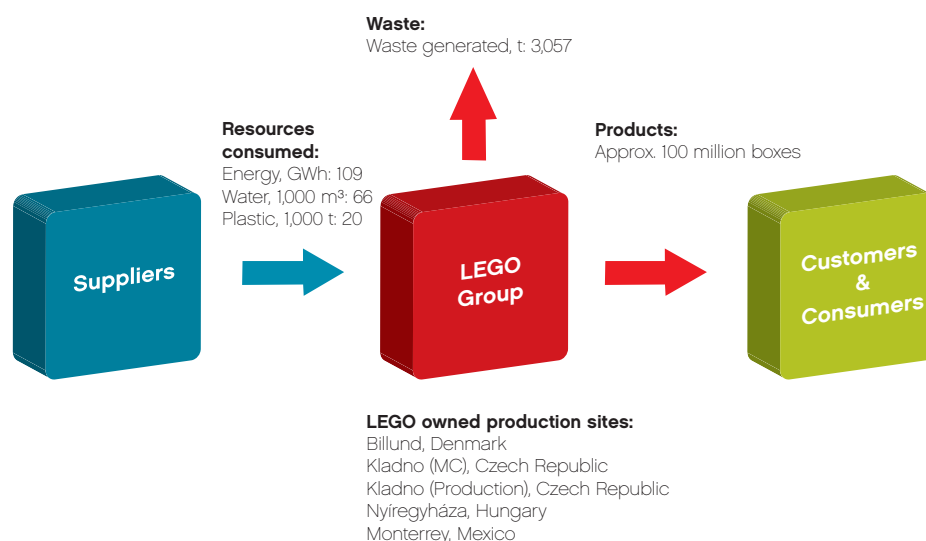 Waste:
Waste generated, t: 3,057
Resources
consumed:
Energy, GWh: 109
Water, 1,000 m³: 66
Plastic, 1,000 t: 20
Products:
Approx. 100 million boxes
Suppliers
LEGO
Group
Customers
&
Consumers
LEGO owned production sites:
Billund, Denmark
Kladno (MC), Czech Republic
Kladno (Production), Czech Republic
Nyíregyháza, Hungary
Monterrey, Mexico